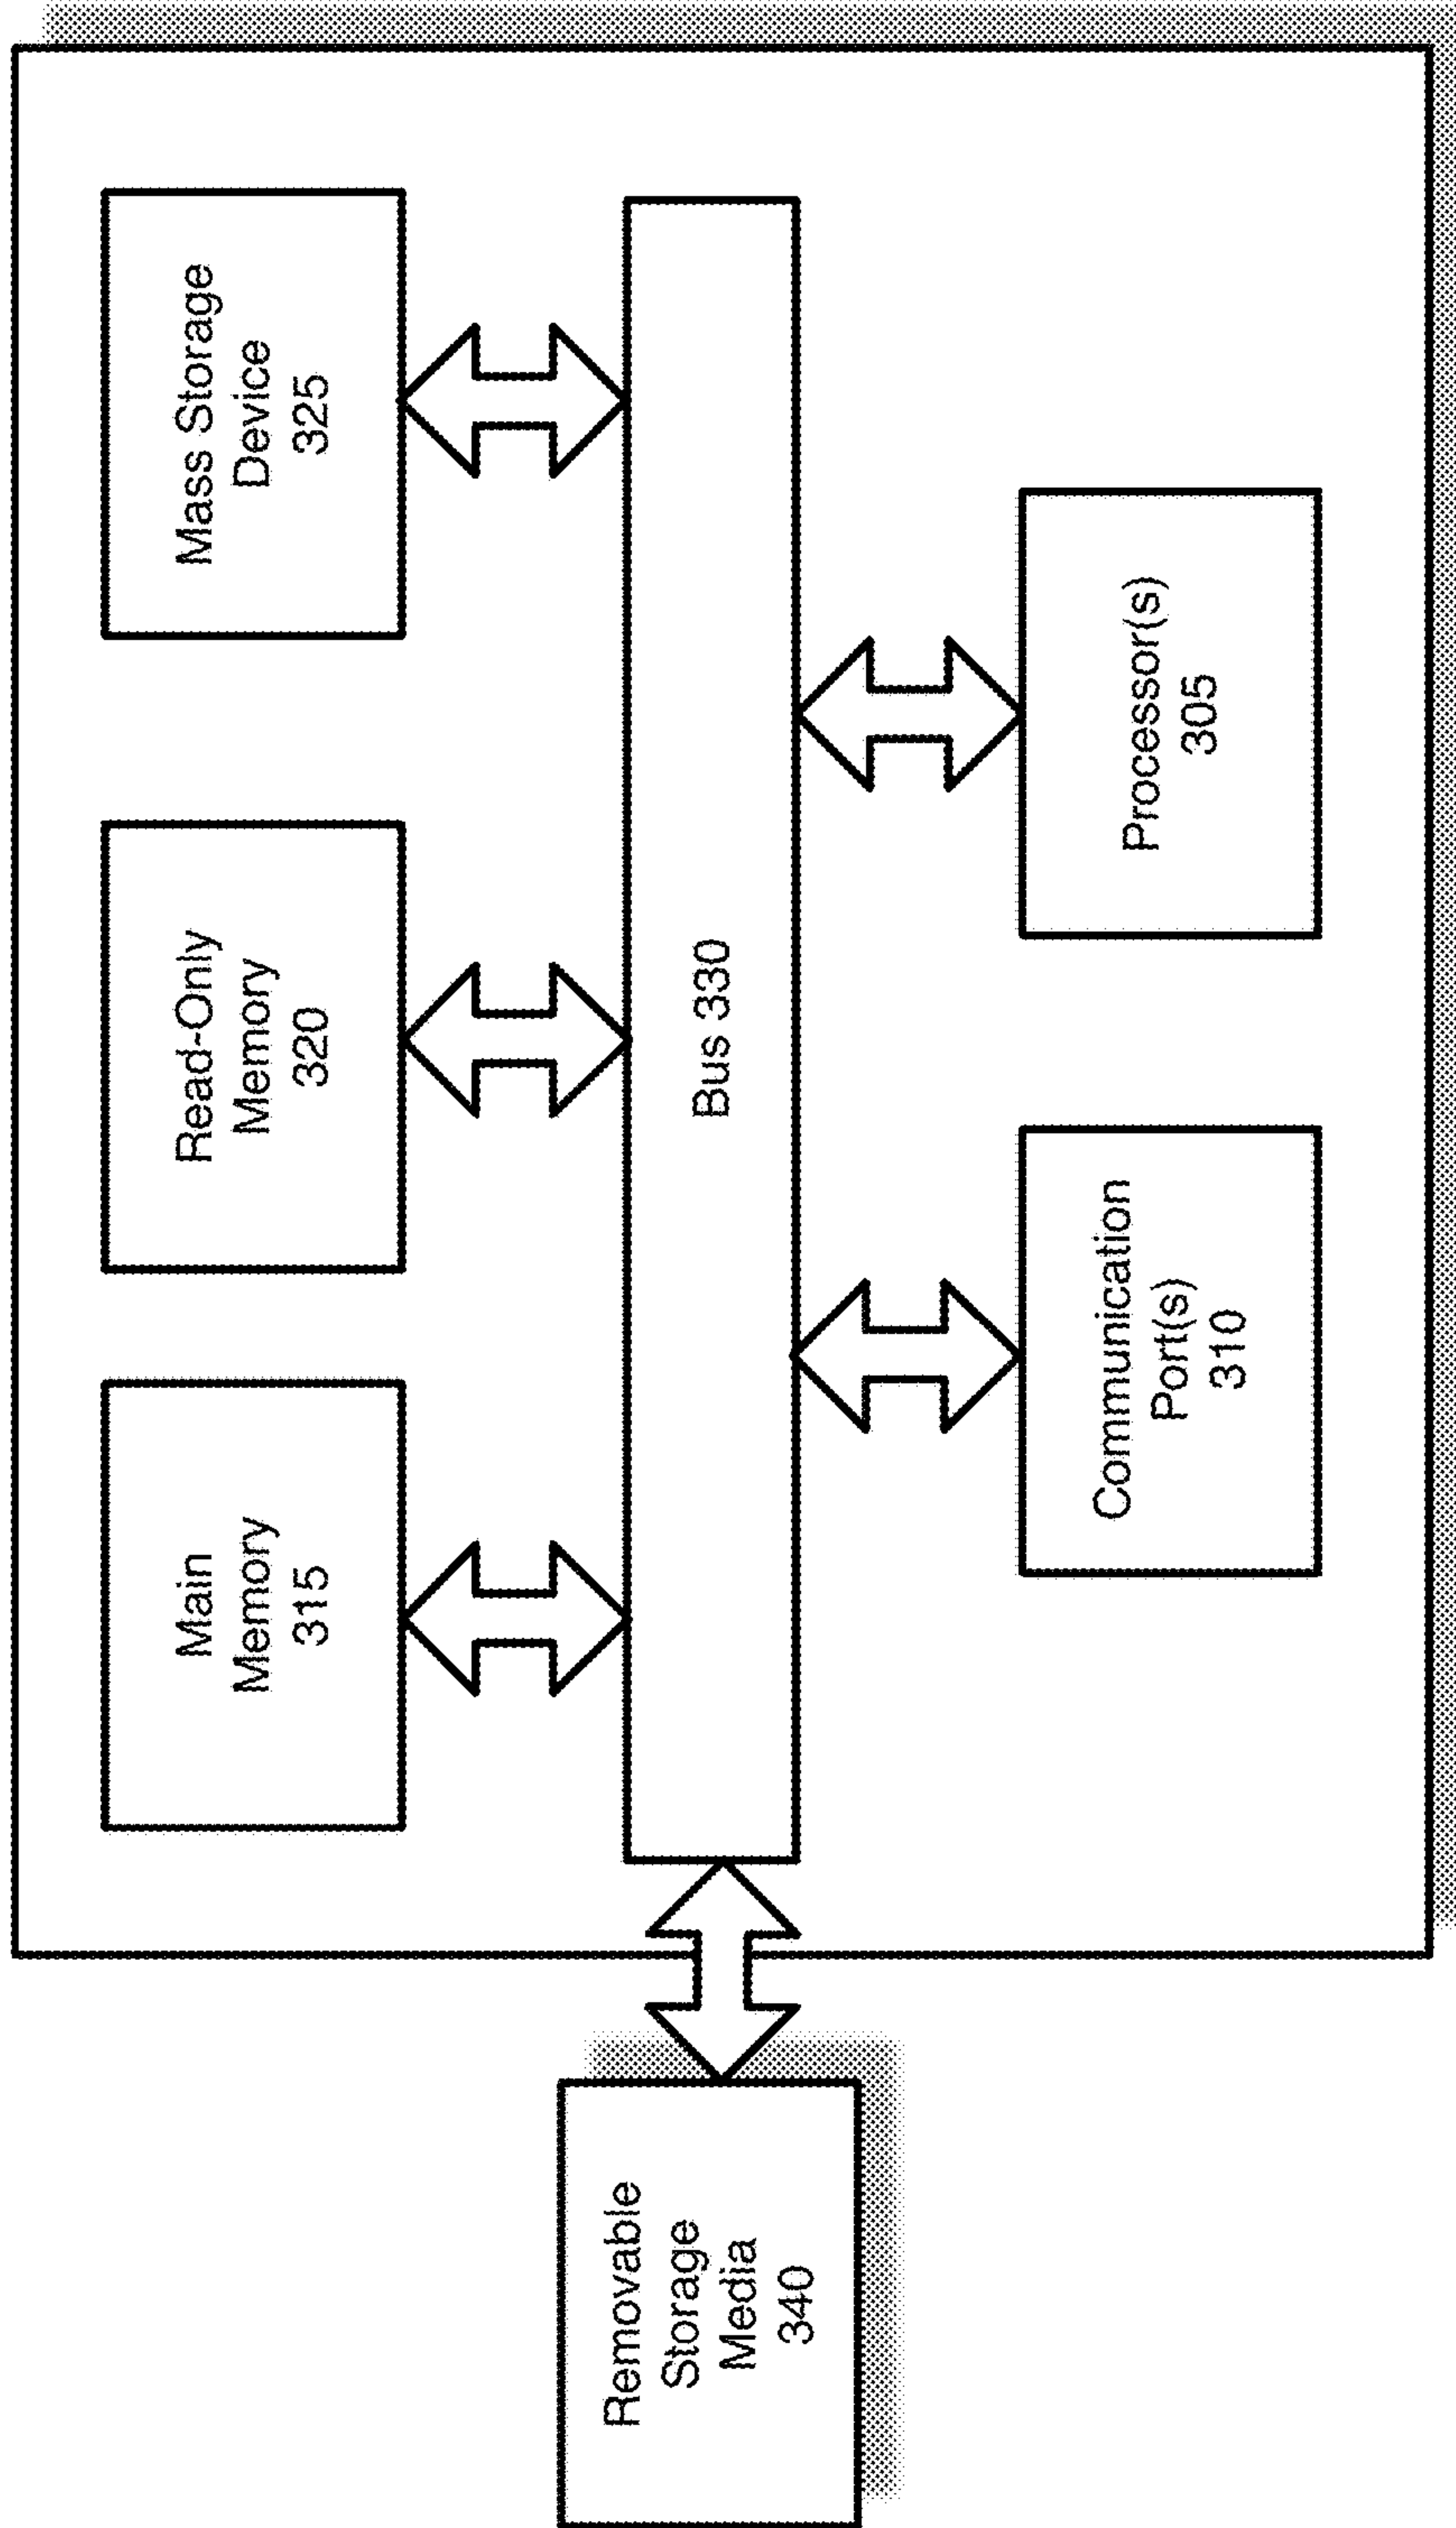 Main
Memory
315
Read-Only
Memory
320
Mass Storage
Device
325
Removable
Storage
Media
340
Bus 330
Communication
Port(s)
310
Processor(s)
305